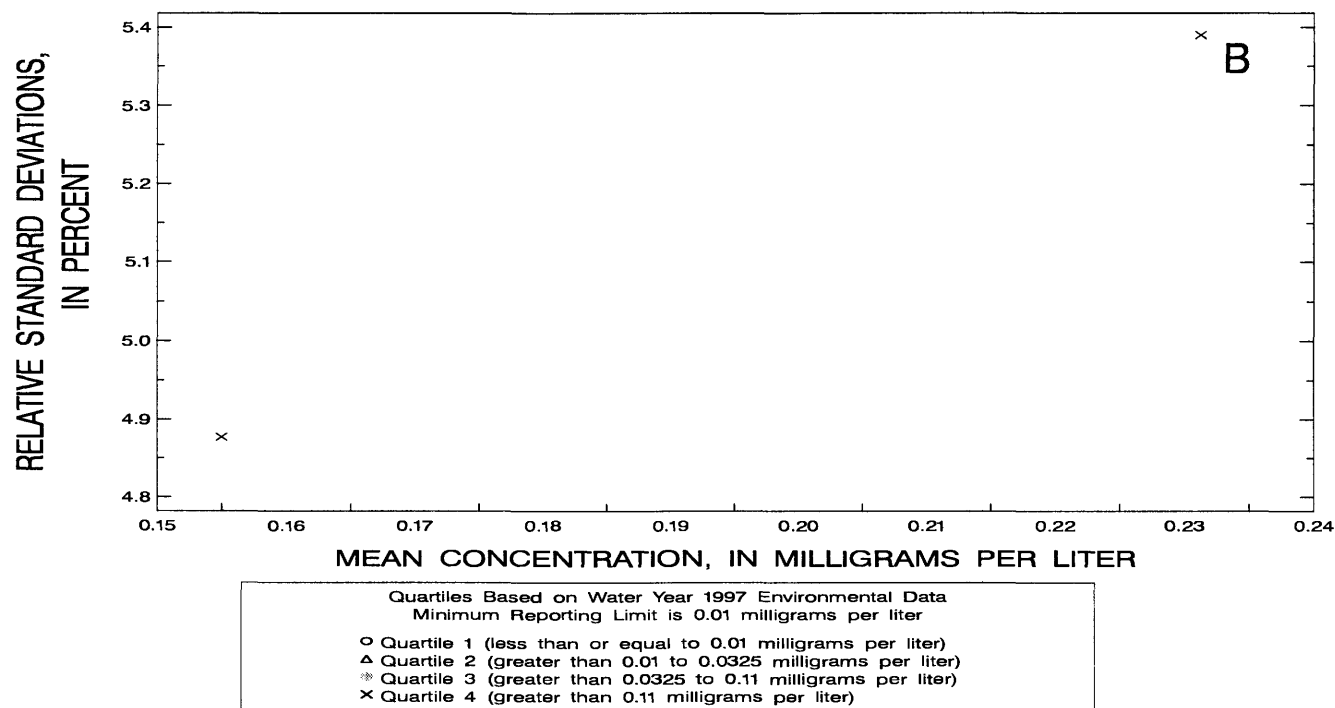 RELATIVE STANDARD DEVIATIONS,
IN PERCENT
5.4
5.3
5.2
5.1
5.0
4.9
4.8
B
0.15 0.16 0.17 0.18 0.19 0.20 0.21 0.22 0.23 0.24
MEAN CONCENTRATION, IN MILLIGRAMS PER LITER
Quartiles Based on Water Year 1997 Environmental Data
Minimum Reporting Limit is 0.01 milligrams per liter
Quartile 1 (less than or equal to 0.01 milligrams per liter)
Quartile 2 (greater than 0.01 to 0.0325 milligrams per liter)
Quartile 3 (greater than 0.0325 to 0.11 milligrams per liter)
Quartile 4 (greater than 0.11 milligrams per liter)